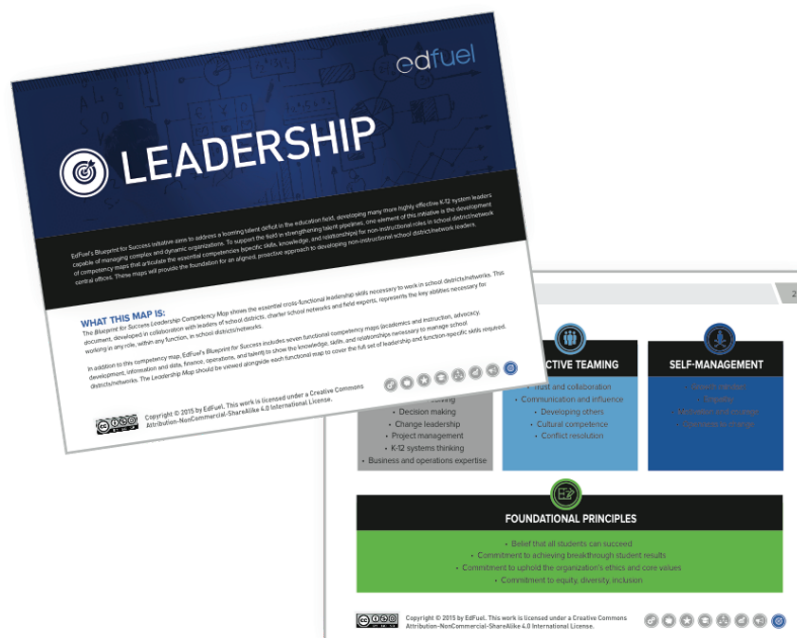 edfuel
LEADERSHIP
EdFuel's Blueprint for Success initiative aims to address a looming talent deficit in the education field, developing many more highly effective K-12 system leaders
capable of managing complex and dynamic organizations. To support the field in strengthening talent pipelines, one element of this initiative is the development
of competency maps that articulate the essential competencies (specific skills, knowledge, and relationships) for non-instructional roles in school district/network
central offices. These maps will provide the foundation for an aligned, proactive approach to developing non-instructional school district/network leaders.
WHAT THIS MAP IS:
The Blueprint for Success Leadership Competency Map shows the essential cross-functional leadership skills necessary to work in school districts/networks. This
document, developed in collaboration with leaders of school districts, charter school networks and field experts, represents the key abilities necessary for
working in any role, within any function, in school districts/networks.
In addition to this competency map, EdFuel's Blueprint for Success includes seven functional competency maps (academics and instruction, advocacy,
development, information and data, finance, operations, and talent) to show the knowledge, skills, and relationships necessary to manage school
districts/networks. The Leadership Map should be viewed alongside each functional map to cover the full set of leadership and function-specific skills required.
Copyright © 2015 by EdFuel. This work is licensed under a Creative Commons
Attribution-NonCommercial-ShareAlike 4.0 International License.
2
• Decision making
• Change leadership
• Project management
• K-12 systems thinking
• Business and operations expertise
CTIVE TEAMING
and collaboration
• Communication and influence
• Developing others
• Cultural competence
• Conflict resolution
SELF-MANAGEMENT
FOUNDATIONAL PRINCIPLES
• Belief that all students can succeed
• Commitment to achieving breakthrough student results
• Commitment to uphold the organization's ethics and core values
• Commitment to equity, diversity, inclusion
Copyright © 2015 by EdFuel. This work is licensed under a Creative Commons
Attribution-NonCommercial-ShareAlike 4.0 International License.